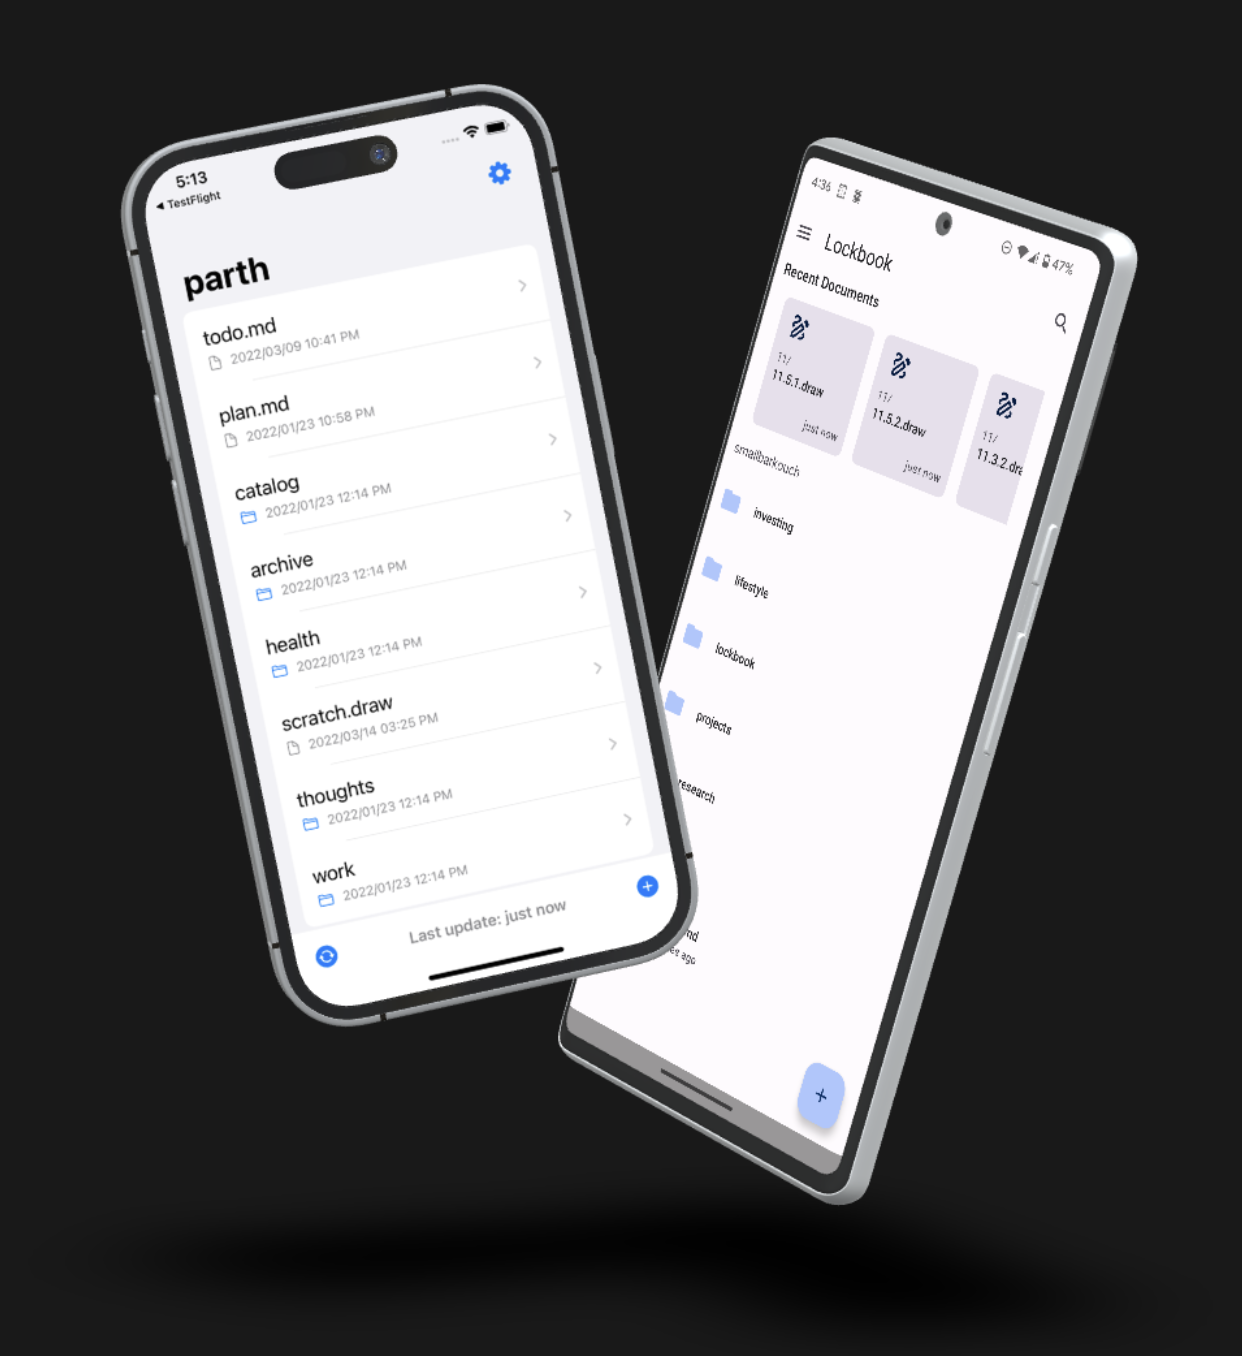 5:13
◀ TestFlight
parth
todo.md
2022/03/09 10:41 PM
plan.md
2022/01/23 10:58 PM
catalog
2022/01/23 12:14 PM
archive
2022/01/23 12:14 PM
health
2022/01/23 12:14 PM
scratch.draw
2022/03/14 03:25 PM
thoughts
2022/01/23 12:14 PM
work
2022/01/23 12:14 PM
Last update: just now
4:36
47%
Lockbook
Recent Documents
11/
11.5.1.draw
just now
11/
11.5.2.draw
just now
11/
11.3.2.dra
smallbarkouch
investing
lifestyle
lockbook
projects
research
ago